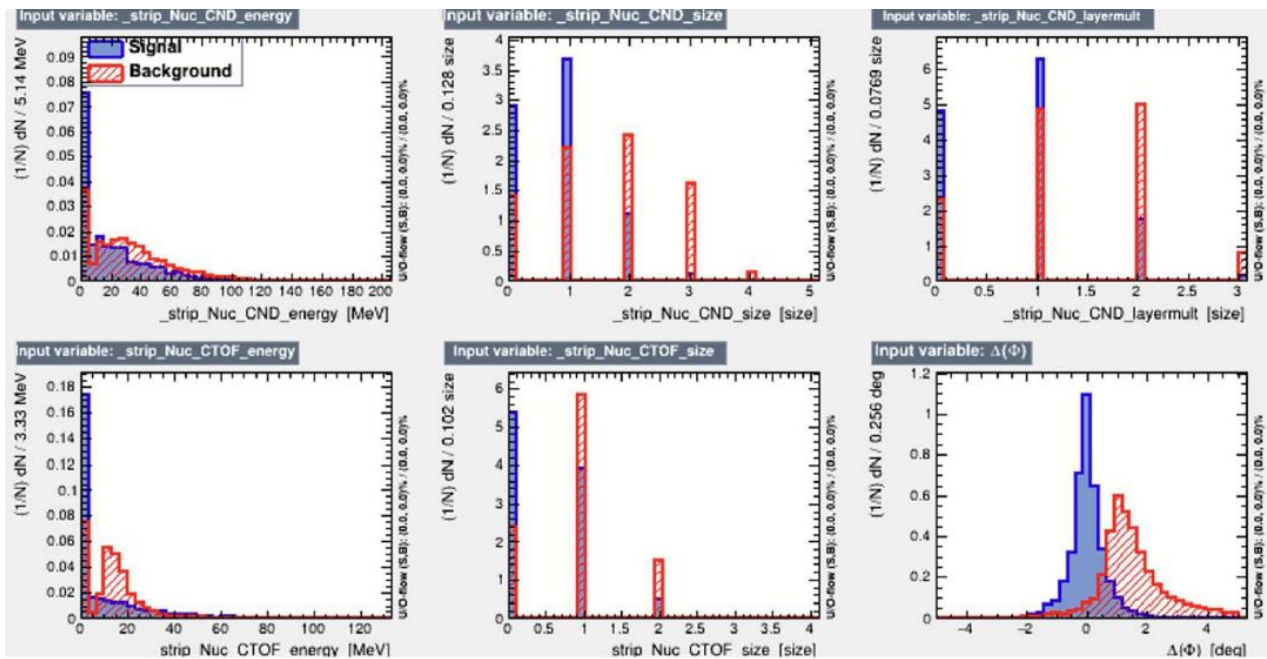 Input variable: _strip_Nuc_CND_energy
(1/N) dN / 5.14 MeV
0.09
0.08
0.07
0.06
0.05
0.04
0.03
0.02
0.01
0
Signal
Background
0 20 40 60 80 100 120 140 160 180 200
_strip_Nuc_CND_energy [MeV]
U/O-flow (S,B): (0.0, 0.0)% / (0.0, 0.0)%
Input variable: _strip_Nuc_CND_size
(1/N) dN / 0.128 size
4
3.5
3
2.5
2
1.5
1
0.5
0
0 1 2 3 4 5
_strip_Nuc_CND_size [size]
U/O-flow (S,B): (0.0, 0.0)% / (0.0, 0.0)%
Input variable: _strip_Nuc_CND_layermult
(1/N) dN / 0.0769 size
6
5
4
3
2
1
0
0 0.5 1 1.5 2 2.5 3
_strip_Nuc_CND_layermult [size]
U/O-flow (S,B): (0.0, 0.0)% / (0.0, 0.0)%
Input variable: _strip_Nuc_CTOF_energy
(1/N) dN / 3.33 MeV
0.18
0.16
0.14
0.12
0.1
0.08
0.06
0.04
0.02
0
0 20 40 60 80 100 120
strip Nuc CTOF energy [MeV]
U/O-flow (S,B): (0.0, 0.0)% / (0.0, 0.0)%
Input variable: _strip_Nuc_CTOF_size
(1/N) dN / 0.102 size
6
5
4
3
2
1
0
0 0.5 1 1.5 2 2.5 3 3.5 4
strip Nuc CTOF size [size]
U/O-flow (S,B): (0.0, 0.0)% / (0.0, 0.0)%
Input variable: Δ(Φ)
(1/N) dN / 0.256 deg
1.2
1
0.8
0.6
0.4
0.2
0
−4 −2 0 2 4
Δ(Φ) [deg]
U/O-flow (S,B): (0.0, 0.0)% / (0.0, 0.0)%